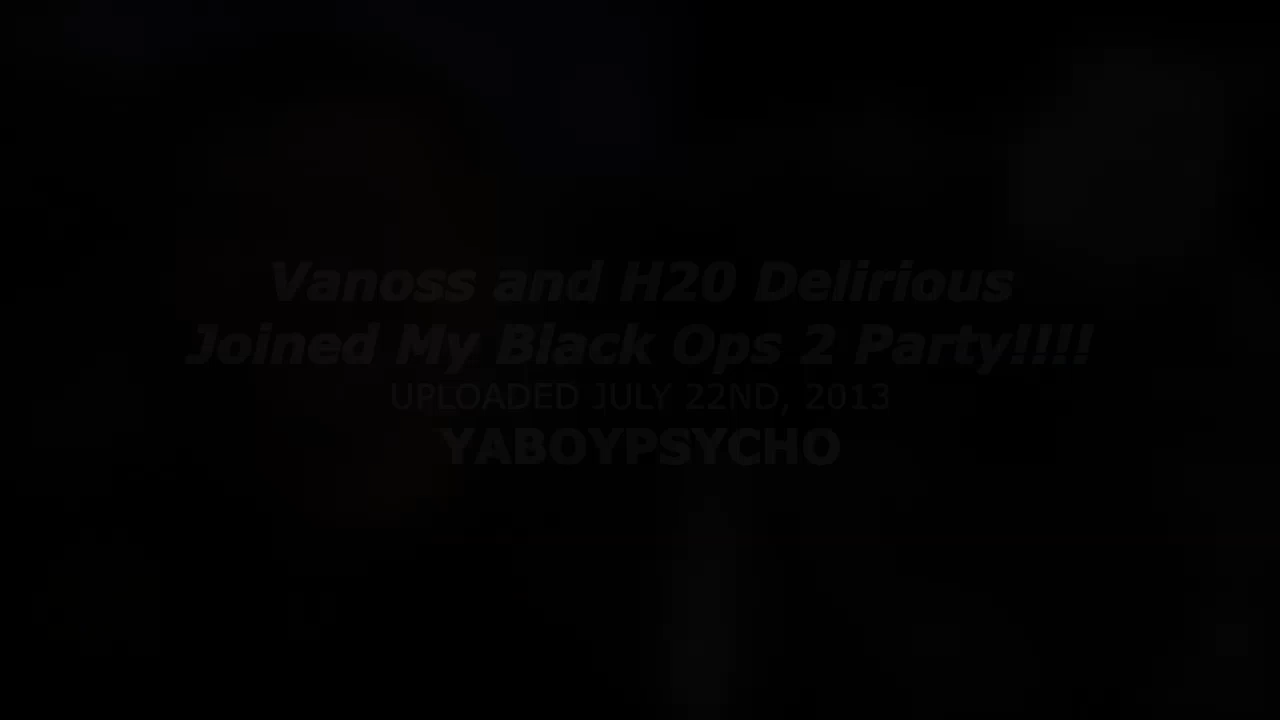 Vanoss and H20 Delirious
Joined My Black Ops 2 Party!!!!
UPLOADED JULY 22ND, 2013
YABOYPSYCHO